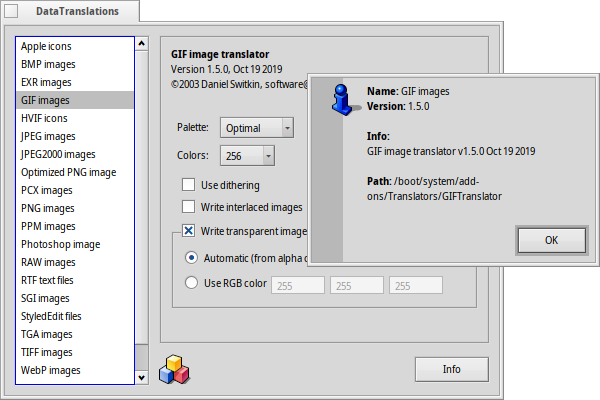 DataTranslations
Apple icons
BMP images
EXR images
GIF images
HVIF icons
JPEG images
JPEG2000 images
Optimized PNG image
PCX images
PNG images
PPM images
Photoshop image
RAW images
RTF text files
SGI images
StyledEdit files
TGA images
TIFF images
WebP images
GIF image translator
Version 1.5.0, Oct 19 2019
©2003 Daniel Switkin, software@
Palette: Optimal
Colors: 256
Use dithering
Write interlaced images
Write transparent image
Automatic (from alpha c
Use RGB color 255 255 255
Info
Name: GIF images
Version: 1.5.0
Info:
GIF image translator v1.5.0 Oct 19 2019
Path: /boot/system/add-
ons/Translators/GIFTranslator
OK